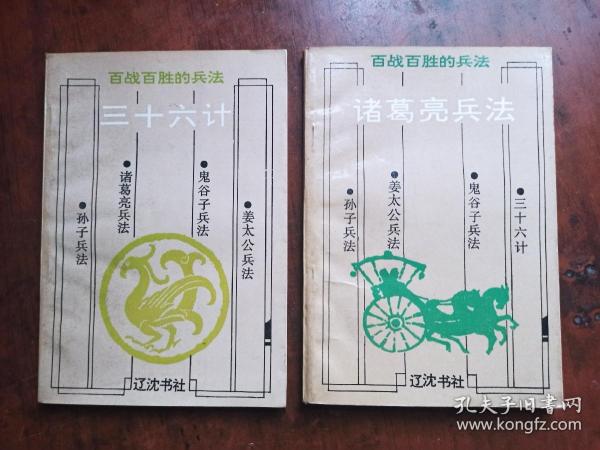 百战百胜的兵法
三十六计
●孙子兵法
●诸葛亮兵法
●鬼谷子兵法
●姜太公兵法
辽沈书社
百战百胜的兵法
诸葛亮兵法
●孙子兵法
●姜太公兵法
●鬼谷子兵法
●三十六计
辽沈书社
孔夫子旧书网
www.kongfz.com